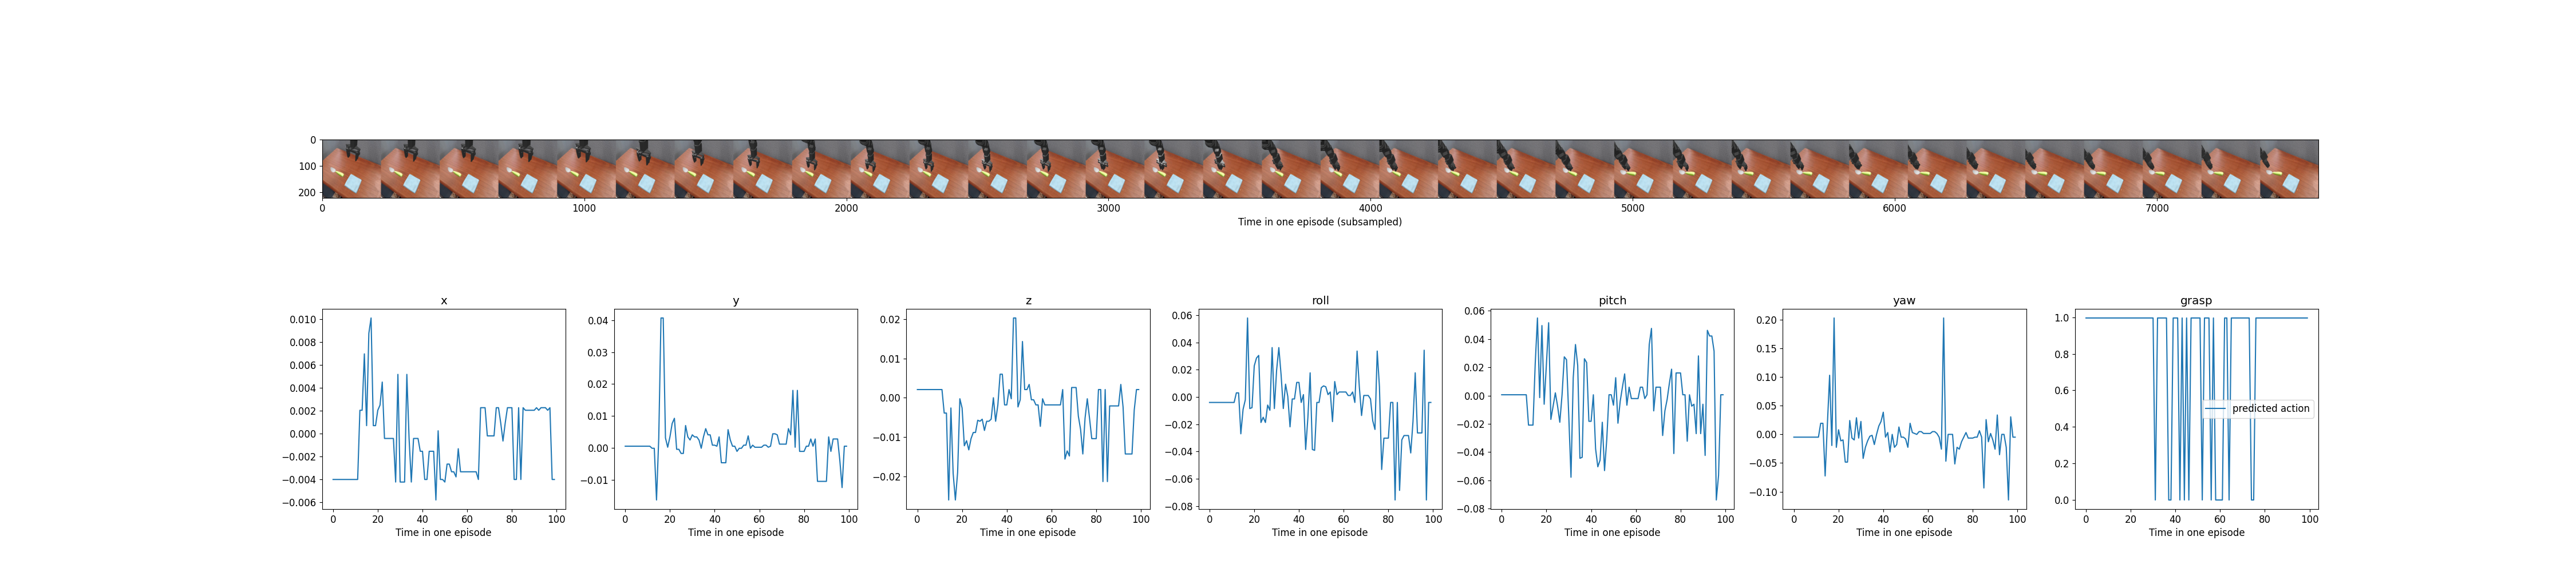 0
100
200
0 1000 2000 3000 4000 5000 6000 7000
Time in one episode (subsampled)
x
0.010
0.008
0.006
0.004
0.002
0.000
−0.002
−0.004
−0.006
0 20 40 60 80 100
Time in one episode
y
0.04
0.03
0.02
0.01
0.00
−0.01
0 20 40 60 80 100
Time in one episode
z
0.02
0.01
0.00
−0.01
−0.02
0 20 40 60 80 100
Time in one episode
roll
0.06
0.04
0.02
0.00
−0.02
−0.04
−0.06
−0.08
0 20 40 60 80 100
Time in one episode
pitch
0.06
0.04
0.02
0.00
−0.02
−0.04
−0.06
−0.08
0 20 40 60 80 100
Time in one episode
yaw
0.20
0.15
0.10
0.05
0.00
−0.05
−0.10
0 20 40 60 80 100
Time in one episode
grasp
1.0
0.8
0.6
0.4
0.2
0.0
predicted action
0 20 40 60 80 100
Time in one episode